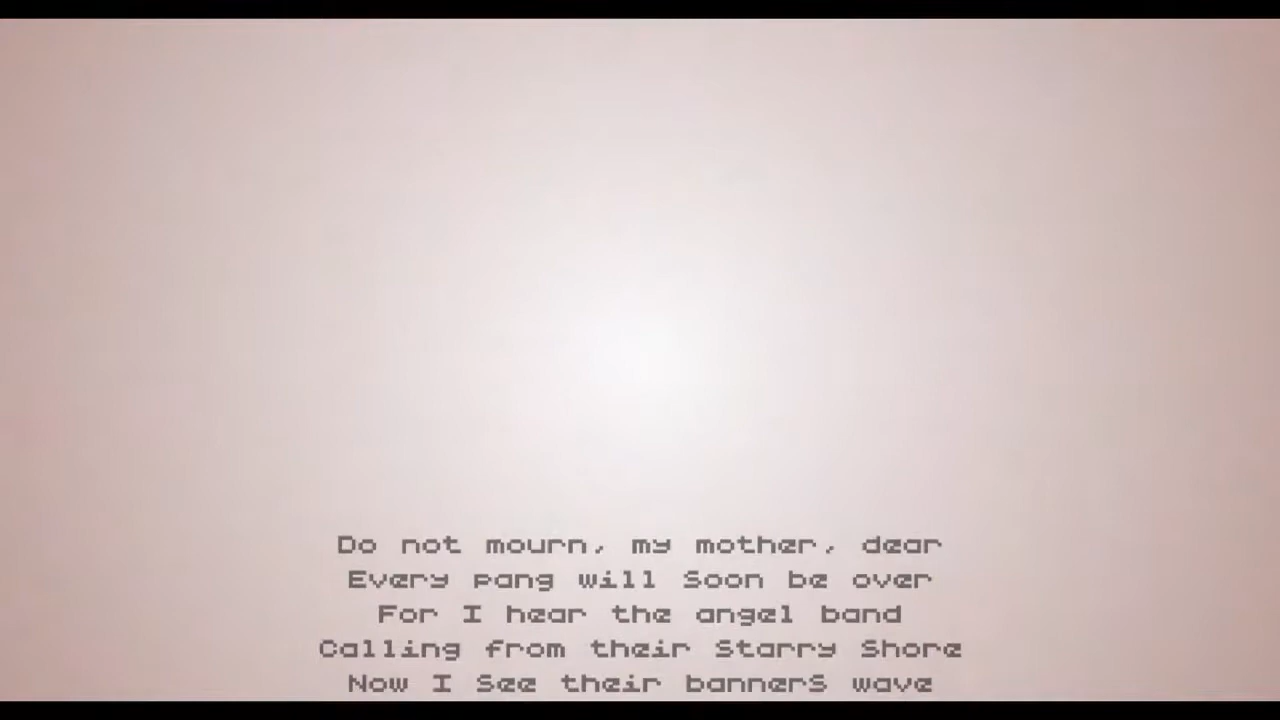 Do not mourn, my mother, dear
Every pang will Soon be over
For I hear the angel band
Calling from their Starry Shore
Now I See their bannerS wave